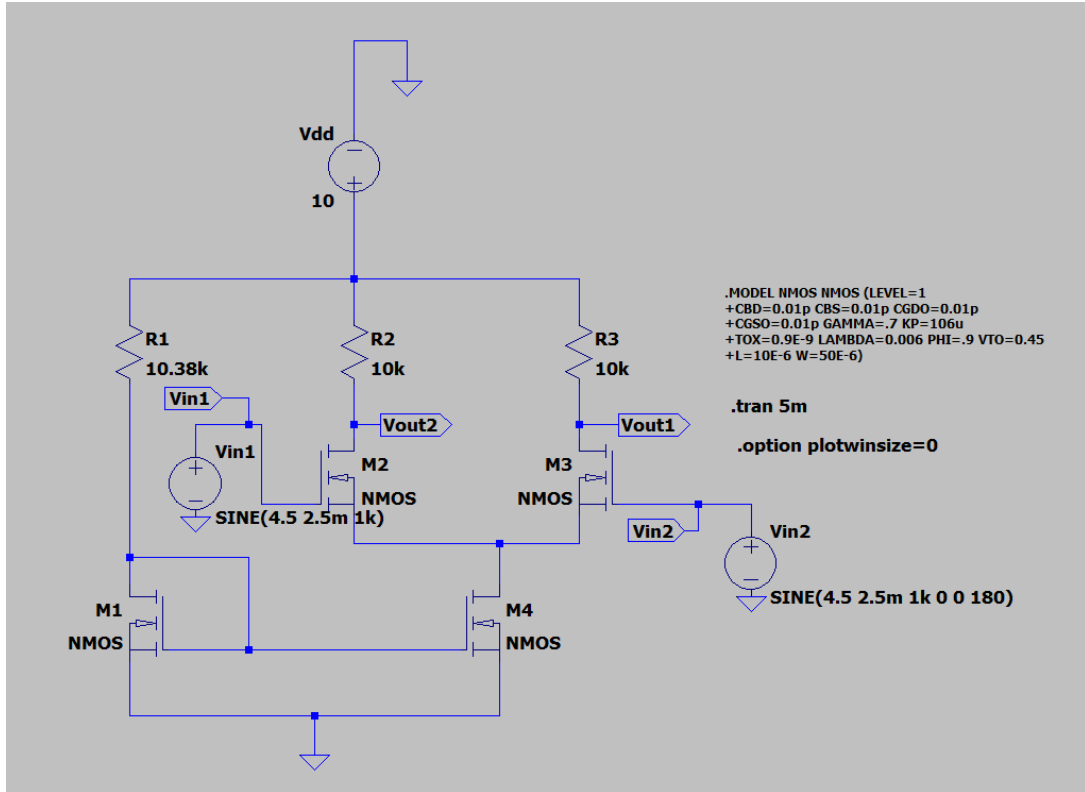 Vdd
10
R1
10.38k
R2
10k
R3
10k
.MODEL NMOS NMOS (LEVEL=1
+CBD=0.01p CBS=0.01p CGDO=0.01p
+CGSO=0.01p GAMMA=.7 KP=106u
+TOX=0.9E-9 LAMBDA=0.006 PHI=.9 VTO=0.45
+L=10E-6 W=50E-6)
.tran 5m
.option plotwinsize=0
Vin1
Vout2
Vout1
Vin1
SINE(4.5 2.5m 1k)
M2
NMOS
M3
NMOS
Vin2
Vin2
SINE(4.5 2.5m 1k 0 0 180)
M1
NMOS
M4
NMOS